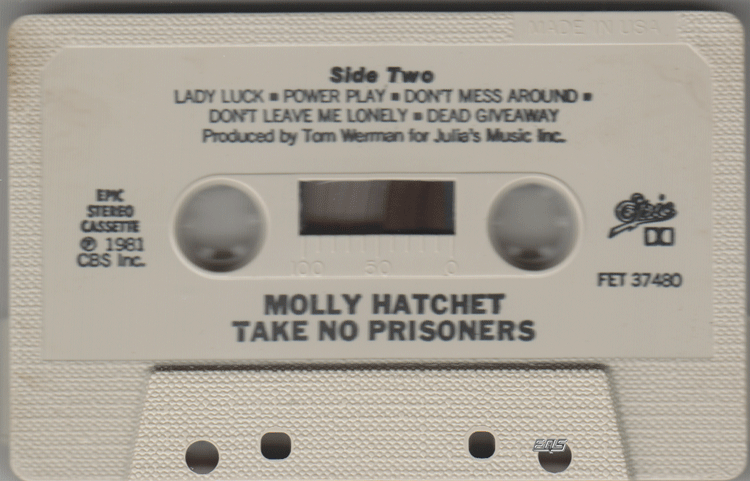 MADE IN USA
Side Two
LADY LUCK ■ POWER PLAY ■ DON'T MESS AROUND ■
DON'T LEAVE ME LONELY ■ DEAD GIVEAWAY
Produced by Tom Werman for Julia's Music Inc.
EPIC
STEREO
CASSETTE
℗ 1981
CBS Inc.
Epic
FET 37480
100 50 0
MOLLY HATCHET
TAKE NO PRISONERS